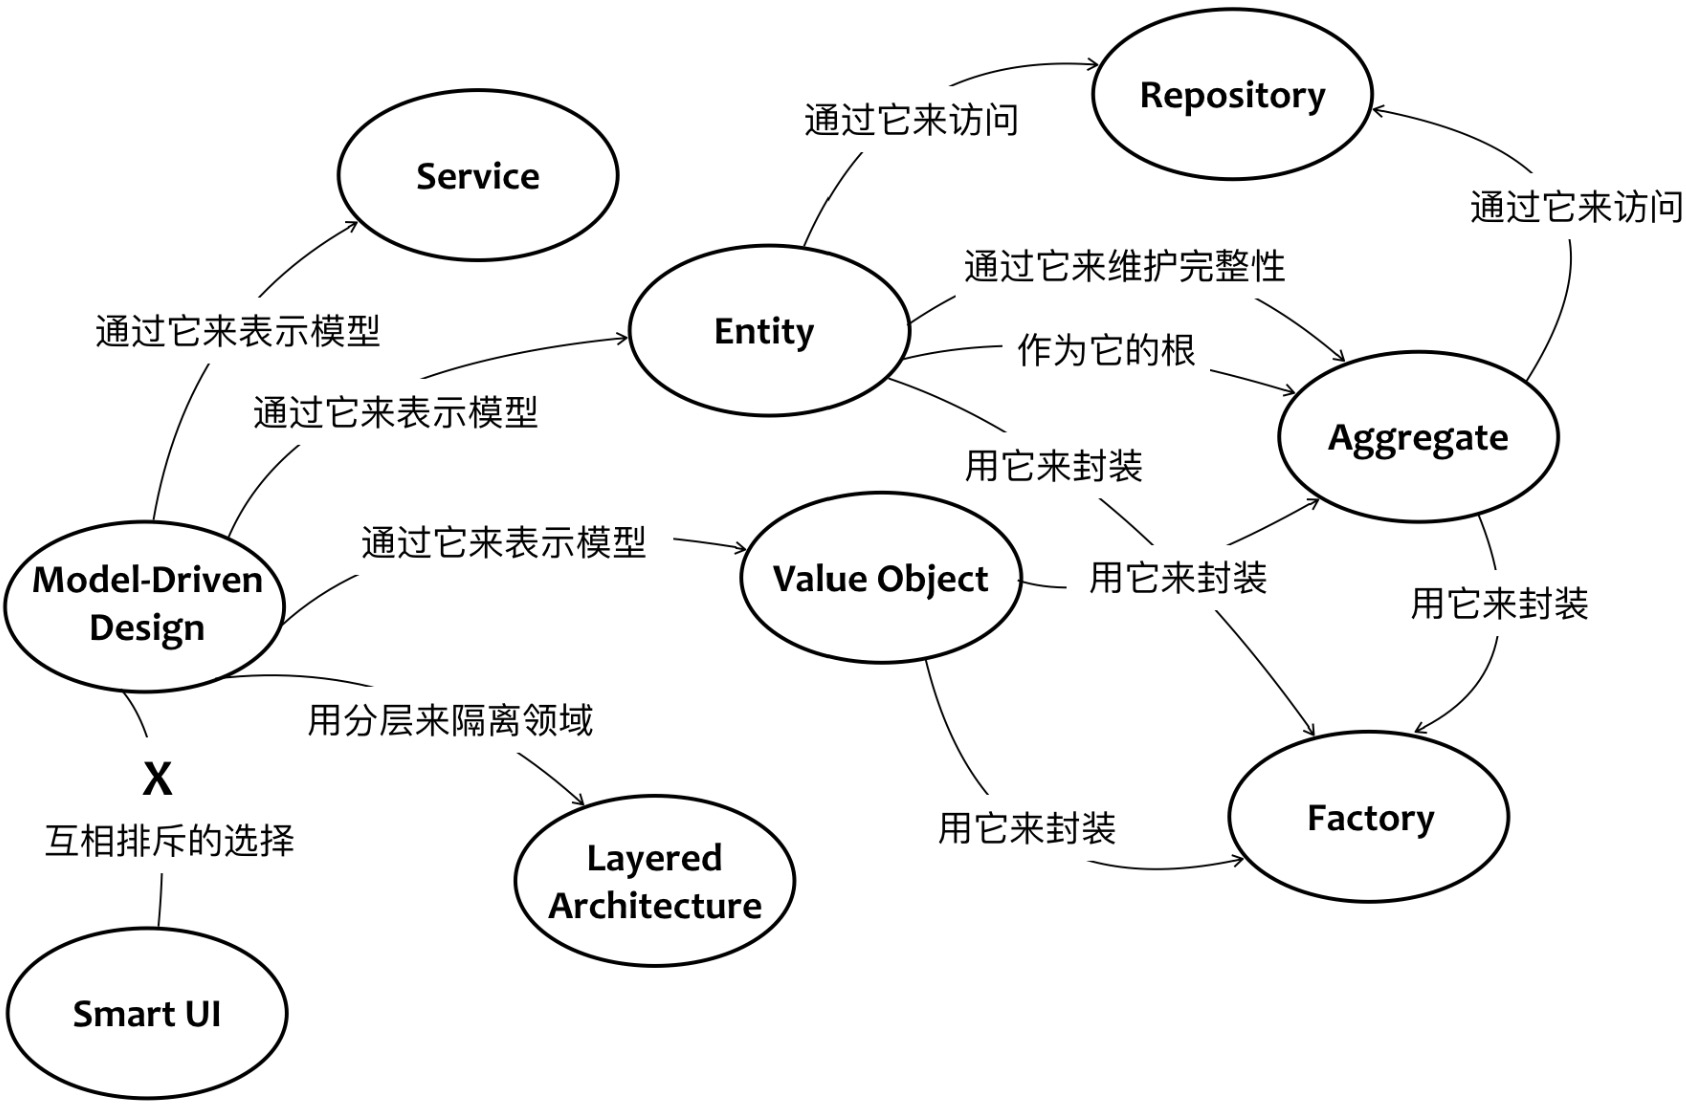 Repository
通过它来访问
Service
通过它来访问
通过它来维护完整性
Entity
通过它来表示模型
作为它的根
通过它来表示模型
Aggregate
用它来封装
通过它来表示模型
Model-Driven
Design
Value Object
用它来封装
用它来封装
用分层来隔离领域
X
互相排斥的选择
用它来封装
Factory
Layered
Architecture
Smart UI